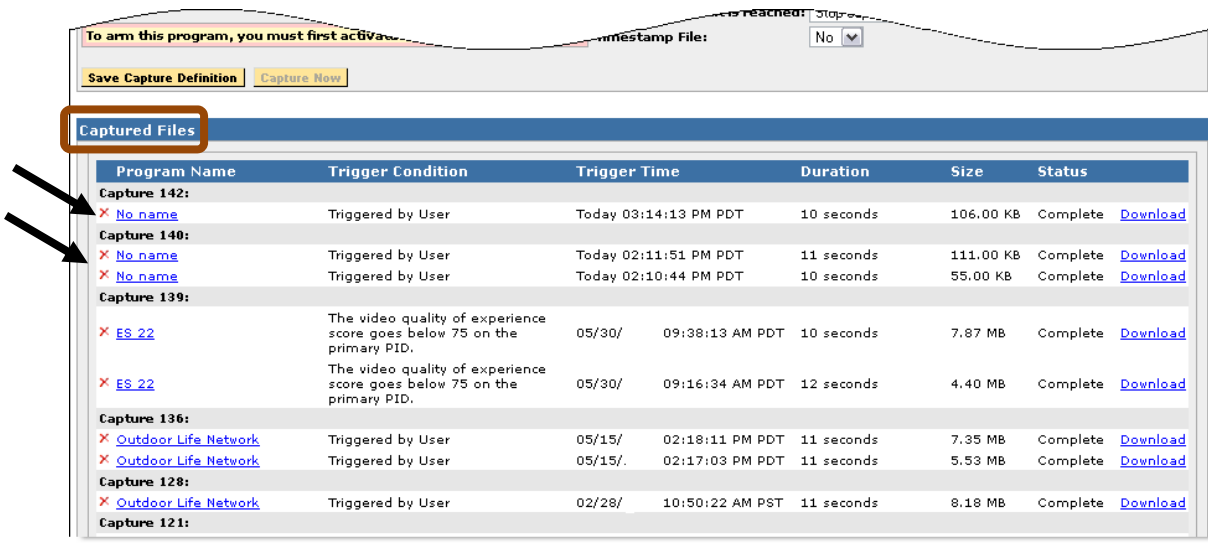 is reached: Stop
To arm this program, you must first
Timestamp File: No
Save Capture Definition Capture Now
Captured Files
Program Name Trigger Condition Trigger Time Duration Size Status
Capture 142:
No name Triggered by User Today 03:14:13 PM PDT 10 seconds 106.00 KB Complete Download
Capture 140:
No name Triggered by User Today 02:11:51 PM PDT 11 seconds 111.00 KB Complete Download
No name Triggered by User Today 02:10:44 PM PDT 10 seconds 55.00 KB Complete Download
Capture 139:
The video quality of experience
ES 22 score goes below 75 on the 05/30/ 09:38:13 AM PDT 10 seconds 7.87 MB Complete Download
primary PID.
The video quality of experience
ES 22 score goes below 75 on the 05/30/ 09:16:34 AM PDT 12 seconds 4.40 MB Complete Download
primary PID.
Capture 136:
Outdoor Life Network Triggered by User 05/15/ 02:18:11 PM PDT 11 seconds 7.35 MB Complete Download
Outdoor Life Network Triggered by User 05/15/. 02:17:03 PM PDT 11 seconds 5.53 MB Complete Download
Capture 128:
Outdoor Life Network Triggered by User 02/28/ 10:50:22 AM PST 11 seconds 8.18 MB Complete Download
Capture 121: